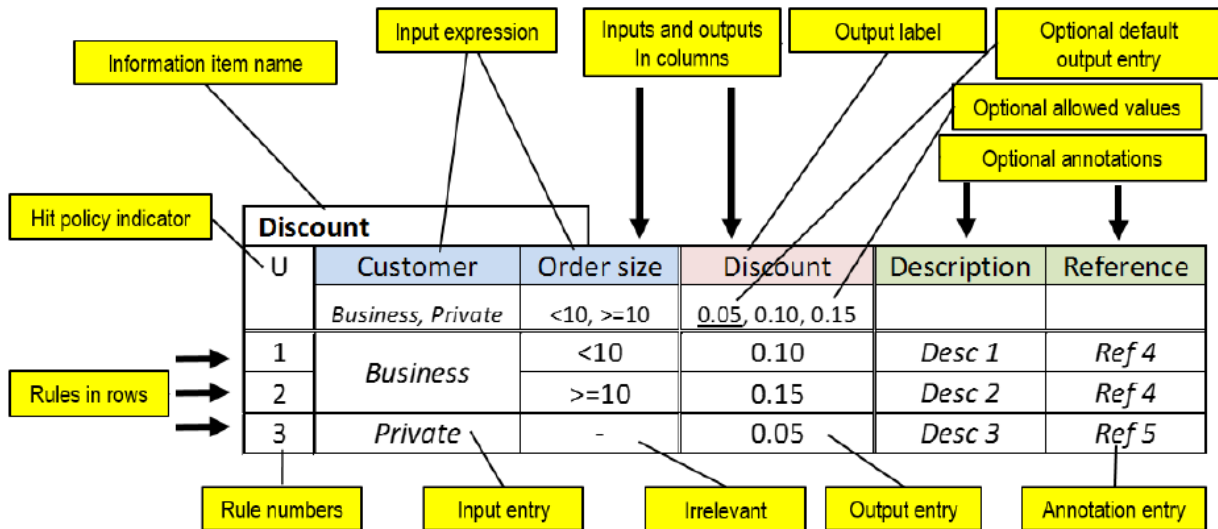 Input expression
Inputs and outputs
In columns
Output label
Optional default
output entry
Information item name
Optional allowed values
Optional annotations
Hit policy indicator
Discount
U Customer Order size Discount Description Reference
Business, Private <10, >=10 0.05, 0.10, 0.15
Rules in rows
1 Business <10 0.10 Desc 1 Ref 4
2 >=10 0.15 Desc 2 Ref 4
3 Private - 0.05 Desc 3 Ref 5
Rule numbers
Input entry
Irrelevant
Output entry
Annotation entry